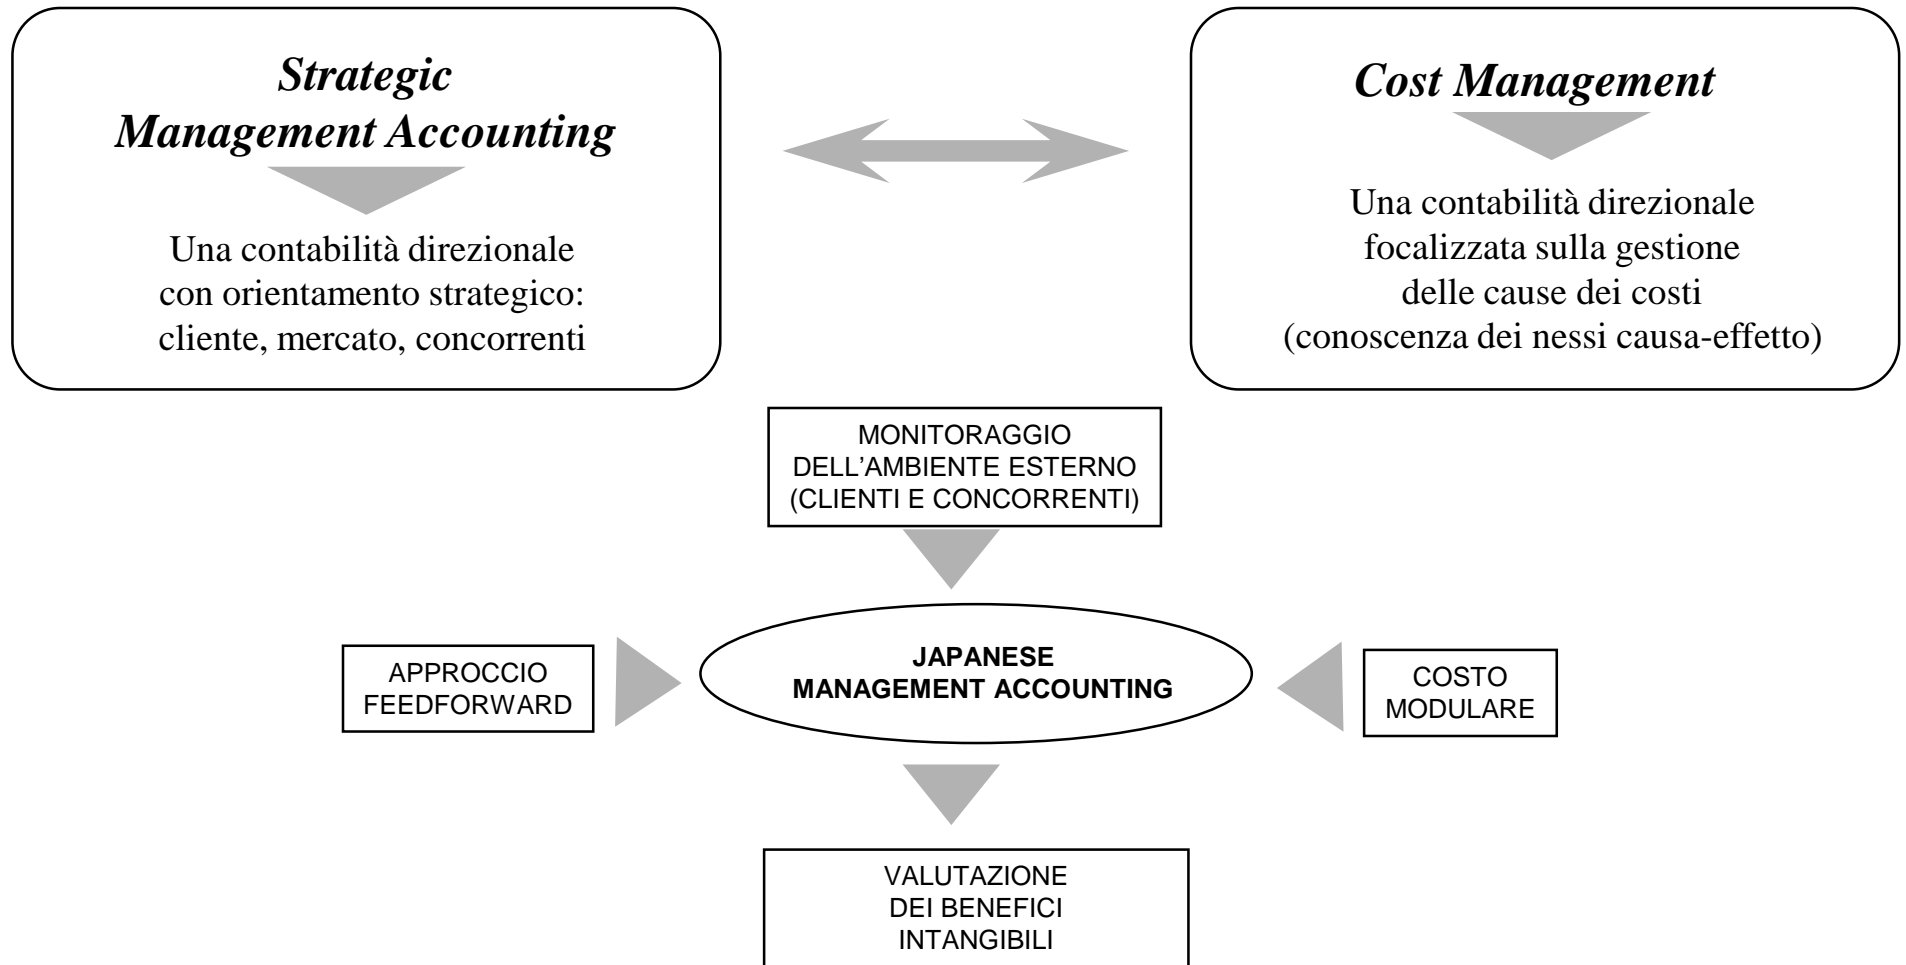 Strategic
Management Accounting
Una contabilità direzionale
con orientamento strategico:
cliente, mercato, concorrenti
Cost Management
Una contabilità direzionale
focalizzata sulla gestione
delle cause dei costi
(conoscenza dei nessi causa-effetto)
MONITORAGGIO
DELL’AMBIENTE ESTERNO
(CLIENTI E CONCORRENTI)
APPROCCIO
FEEDFORWARD
JAPANESE
MANAGEMENT ACCOUNTING
COSTO
MODULARE
VALUTAZIONE
DEI BENEFICI
INTANGIBILI